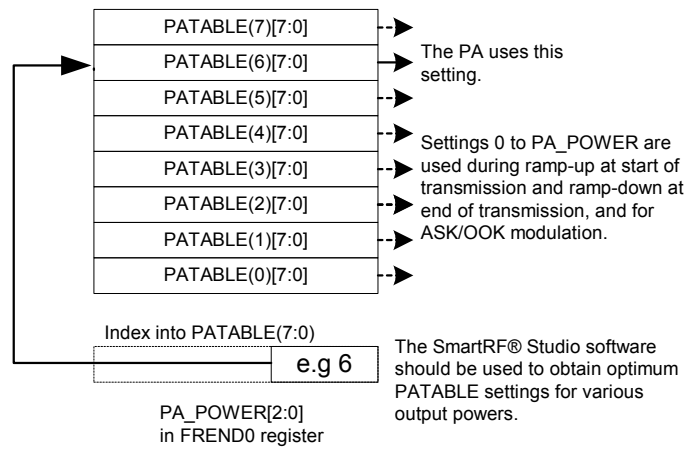 PATABLE(7)[7:0]
PATABLE(6)[7:0]
PATABLE(5)[7:0]
PATABLE(4)[7:0]
PATABLE(3)[7:0]
PATABLE(2)[7:0]
PATABLE(1)[7:0]
PATABLE(0)[7:0]
The PA uses this
setting.
Settings 0 to PA_POWER are
used during ramp-up at start of
transmission and ramp-down at
end of transmission, and for
ASK/OOK modulation.
Index into PATABLE(7:0)
e.g 6
PA_POWER[2:0]
in FREND0 register
The SmartRF® Studio software
should be used to obtain optimum
PATABLE settings for various
output powers.